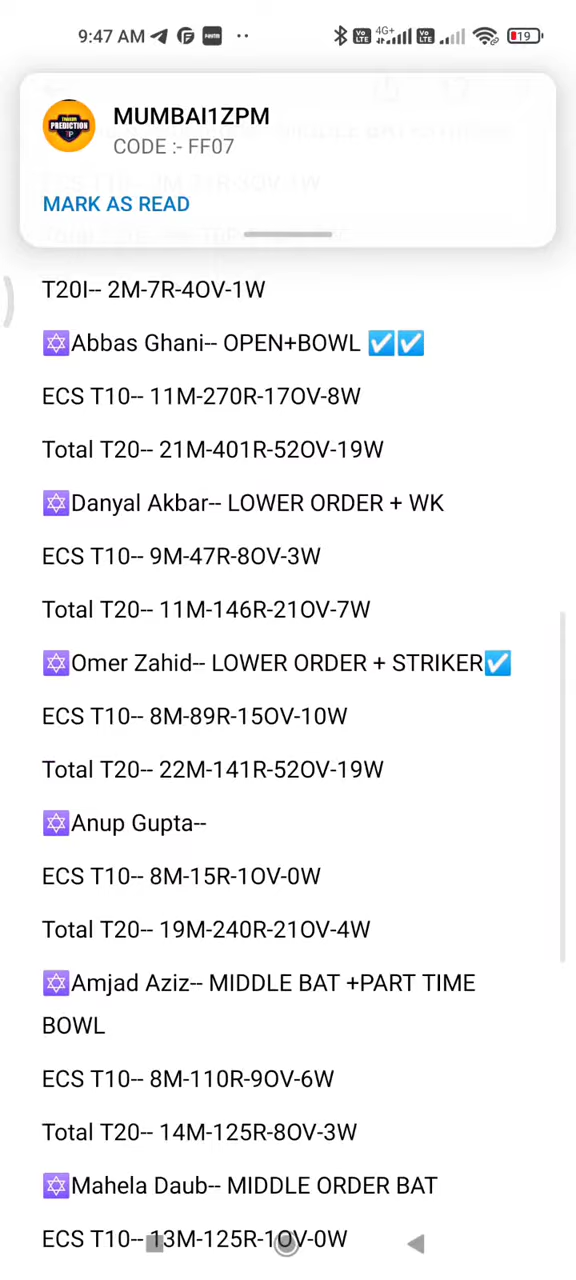 9:47 AM
4G+
19
PREDICTION
MUMBAI1ZPM
CODE :- FF07
MARK AS READ
T20I-- 2M-7R-4OV-1W
Abbas Ghani-- OPEN+BOWL
ECS T10-- 11M-270R-17OV-8W
Total T20-- 21M-401R-52OV-19W
Danyal Akbar-- LOWER ORDER + WK
ECS T10-- 9M-47R-8OV-3W
Total T20-- 11M-146R-21OV-7W
Omer Zahid-- LOWER ORDER + STRIKER
ECS T10-- 8M-89R-15OV-10W
Total T20-- 22M-141R-52OV-19W
Anup Gupta--
ECS T10-- 8M-15R-1OV-0W
Total T20-- 19M-240R-21OV-4W
Amjad Aziz-- MIDDLE BAT +PART TIME
BOWL
ECS T10-- 8M-110R-9OV-6W
Total T20-- 14M-125R-8OV-3W
Mahela Daub-- MIDDLE ORDER BAT
ECS T10-- 13M-125R-1OV-0W